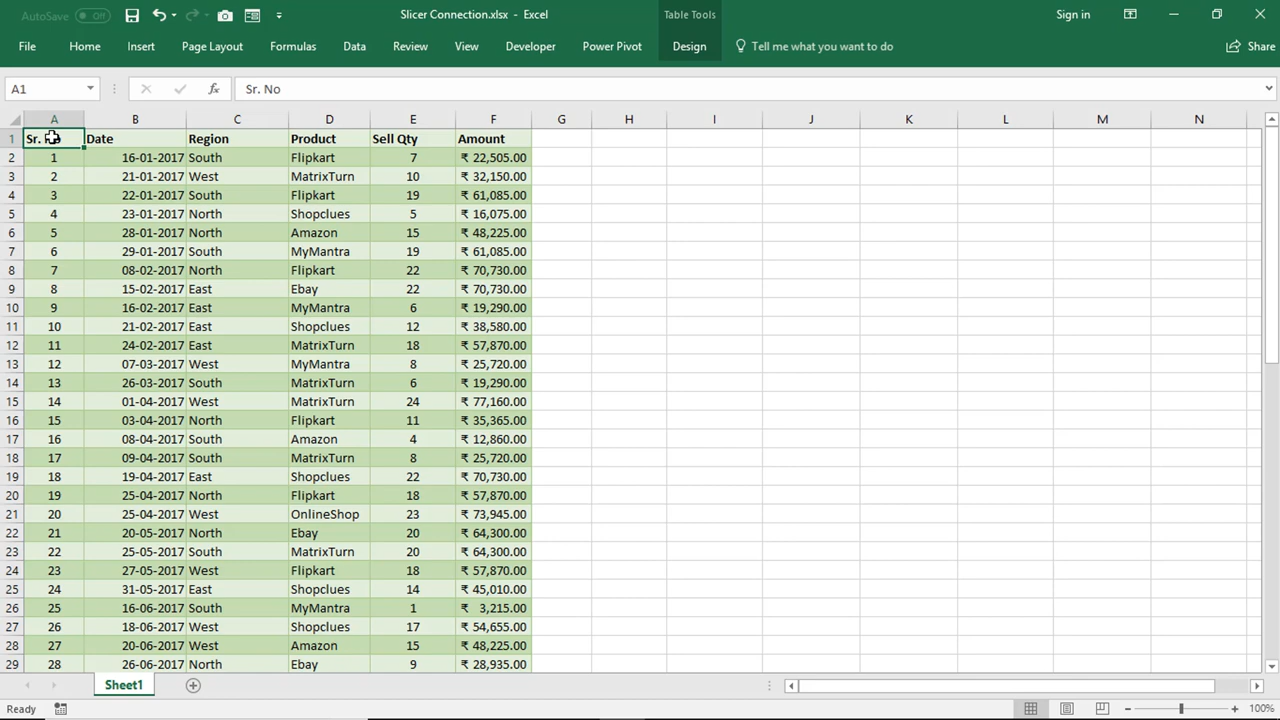 AutoSave Off Slicer Connection.xlsx - Excel Table Tools Sign in
File Home Insert Page Layout Formulas Data Review View Developer Power Pivot Design Tell me what you want to do Share
A1 fx Sr. No
A B C D E F G H I J K L M N
1 Sr. Date Region Product Sell Qty Amount
2 1 16-01-2017 South Flipkart 7 ₹ 22,505.00
3 2 21-01-2017 West MatrixTurn 10 ₹ 32,150.00
4 3 22-01-2017 South Flipkart 19 ₹ 61,085.00
5 4 23-01-2017 North Shopclues 5 ₹ 16,075.00
6 5 28-01-2017 North Amazon 15 ₹ 48,225.00
7 6 29-01-2017 South MyMantra 19 ₹ 61,085.00
8 7 08-02-2017 North Flipkart 22 ₹ 70,730.00
9 8 15-02-2017 East Ebay 22 ₹ 70,730.00
10 9 16-02-2017 East MyMantra 6 ₹ 19,290.00
11 10 21-02-2017 East Shopclues 12 ₹ 38,580.00
12 11 24-02-2017 East MatrixTurn 18 ₹ 57,870.00
13 12 07-03-2017 West MyMantra 8 ₹ 25,720.00
14 13 26-03-2017 South MatrixTurn 6 ₹ 19,290.00
15 14 01-04-2017 West MatrixTurn 24 ₹ 77,160.00
16 15 03-04-2017 North Flipkart 11 ₹ 35,365.00
17 16 08-04-2017 South Amazon 4 ₹ 12,860.00
18 17 09-04-2017 South MatrixTurn 8 ₹ 25,720.00
19 18 19-04-2017 East Shopclues 22 ₹ 70,730.00
20 19 25-04-2017 North Flipkart 18 ₹ 57,870.00
21 20 25-04-2017 West OnlineShop 23 ₹ 73,945.00
22 21 20-05-2017 North Ebay 20 ₹ 64,300.00
23 22 25-05-2017 South MatrixTurn 20 ₹ 64,300.00
24 23 27-05-2017 West Flipkart 18 ₹ 57,870.00
25 24 31-05-2017 East Shopclues 14 ₹ 45,010.00
26 25 16-06-2017 South MyMantra 1 ₹ 3,215.00
27 26 18-06-2017 West Shopclues 17 ₹ 54,655.00
28 27 20-06-2017 West Amazon 15 ₹ 48,225.00
29 28 26-06-2017 North Ebay 9 ₹ 28,935.00
Sheet1
Ready 100%